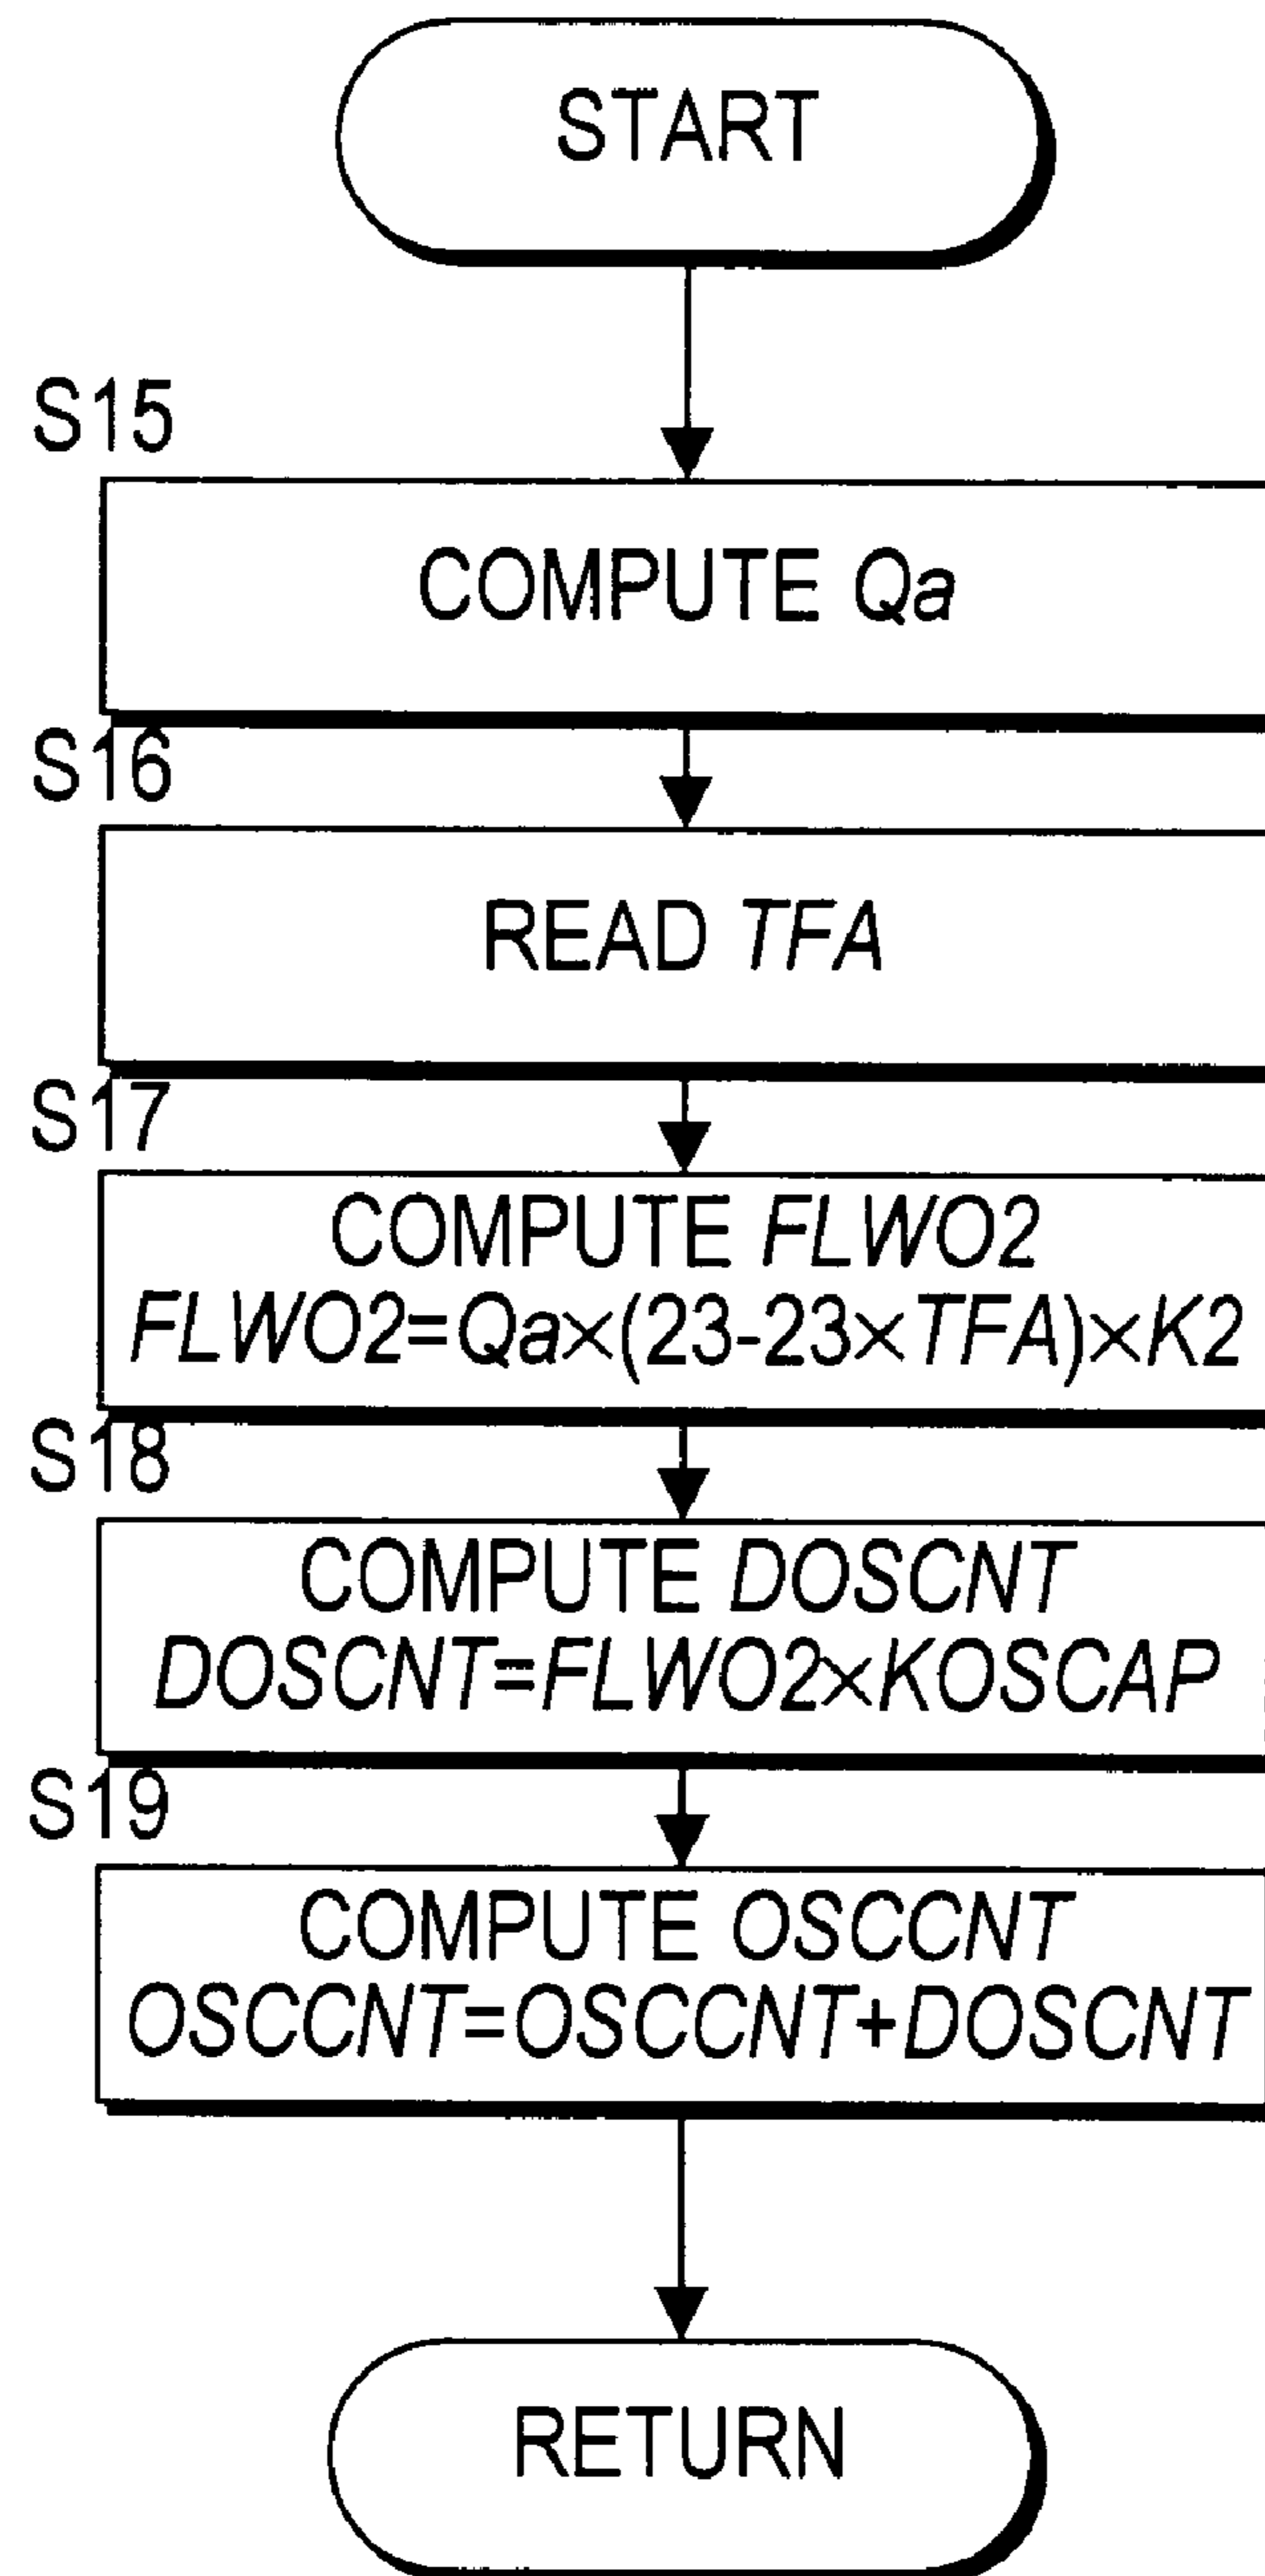 START
S15
COMPUTE Qa
S16
READ TFA
S17
COMPUTE FLWO2
FLWO2=Qa×(23-23×TFA)×K2
S18
COMPUTE DOSCNT
DOSCNT=FLWO2×KOSCAP
S19
COMPUTE OSCCNT
OSCCNT=OSCCNT+DOSCNT
RETURN